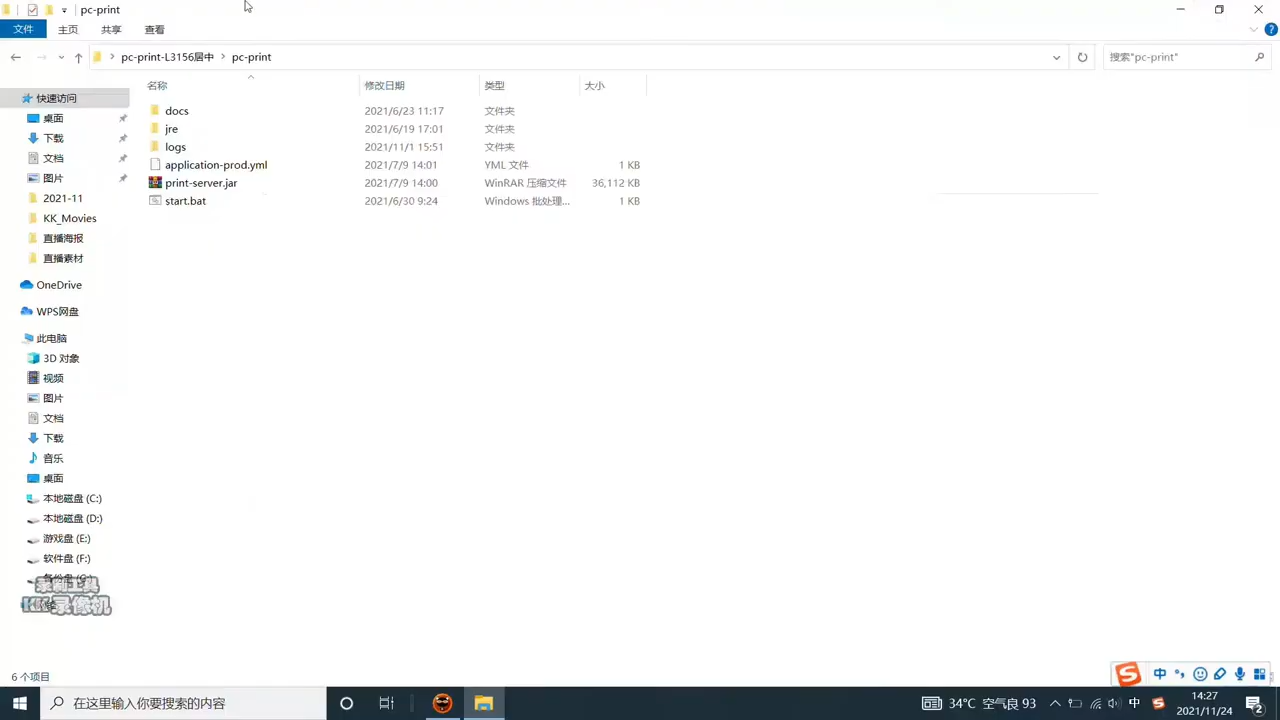 pc-print
文件 主页 共享 查看
pc-print-L3156居中 pc-print 搜索"pc-print"
名称 修改日期 类型 大小
docs 2021/6/23 11:17 文件夹
jre 2021/6/19 17:01 文件夹
logs 2021/11/1 15:51 文件夹
application-prod.yml 2021/7/9 14:01 YML 文件 1 KB
print-server.jar 2021/7/9 14:00 WinRAR 压缩文件 36,112 KB
start.bat 2021/6/30 9:24 Windows 批处理... 1 KB
快速访问
桌面
下载
文档
图片
2021-11
KK_Movies
直播海报
直播素材
OneDrive
WPS网盘
此电脑
3D 对象
视频
图片
文档
下载
音乐
桌面
本地磁盘 (C:)
本地磁盘 (D:)
游戏盘 (E:)
软件盘 (F:)
录制工具
KK录像机
6 个项目
中
在这里输入你要搜索的内容
34°C 空气良 93 中
14:27
2021/11/24
2